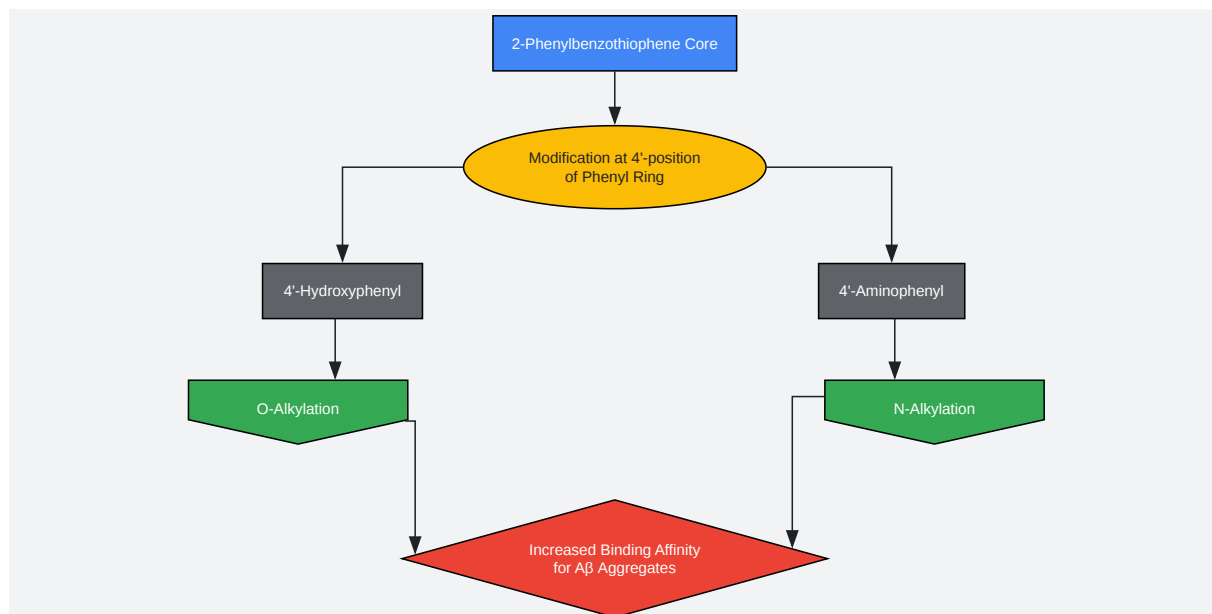 2-Phenylbenzothiophene Core
Modification at 4'-position
of Phenyl Ring
4'-Hydroxyphenyl
4'-Aminophenyl
O-Alkylation
N-Alkylation
Increased Binding Affinity
for Aβ Aggregates